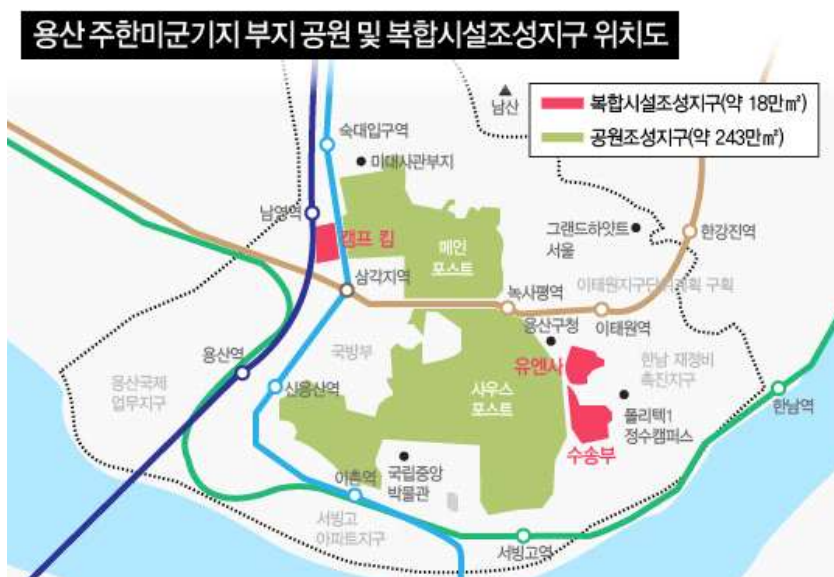 용산 주한미군기지 부지 공원 및 복합시설조성지구 위치도
복합시설조성지구(약 18만㎡)
공원조성지구(약 243만㎡)
남산
숙대입구역
미대사관부지
남영역
캠프 킴
메인
포스트
그랜드하얏트
서울
한강진역
삼각지역
녹사평역
이태원지구단위계획 구획
이태원역
용산구청
국방부
용산역
유엔사
한남 재정비
촉진지구
용산국제
업무지구
신용산역
사우스
포스트
폴리텍1
정수캠퍼스
한남역
수송부
국립중앙
박물관
이촌역
서빙고
아파트지구
서빙고역